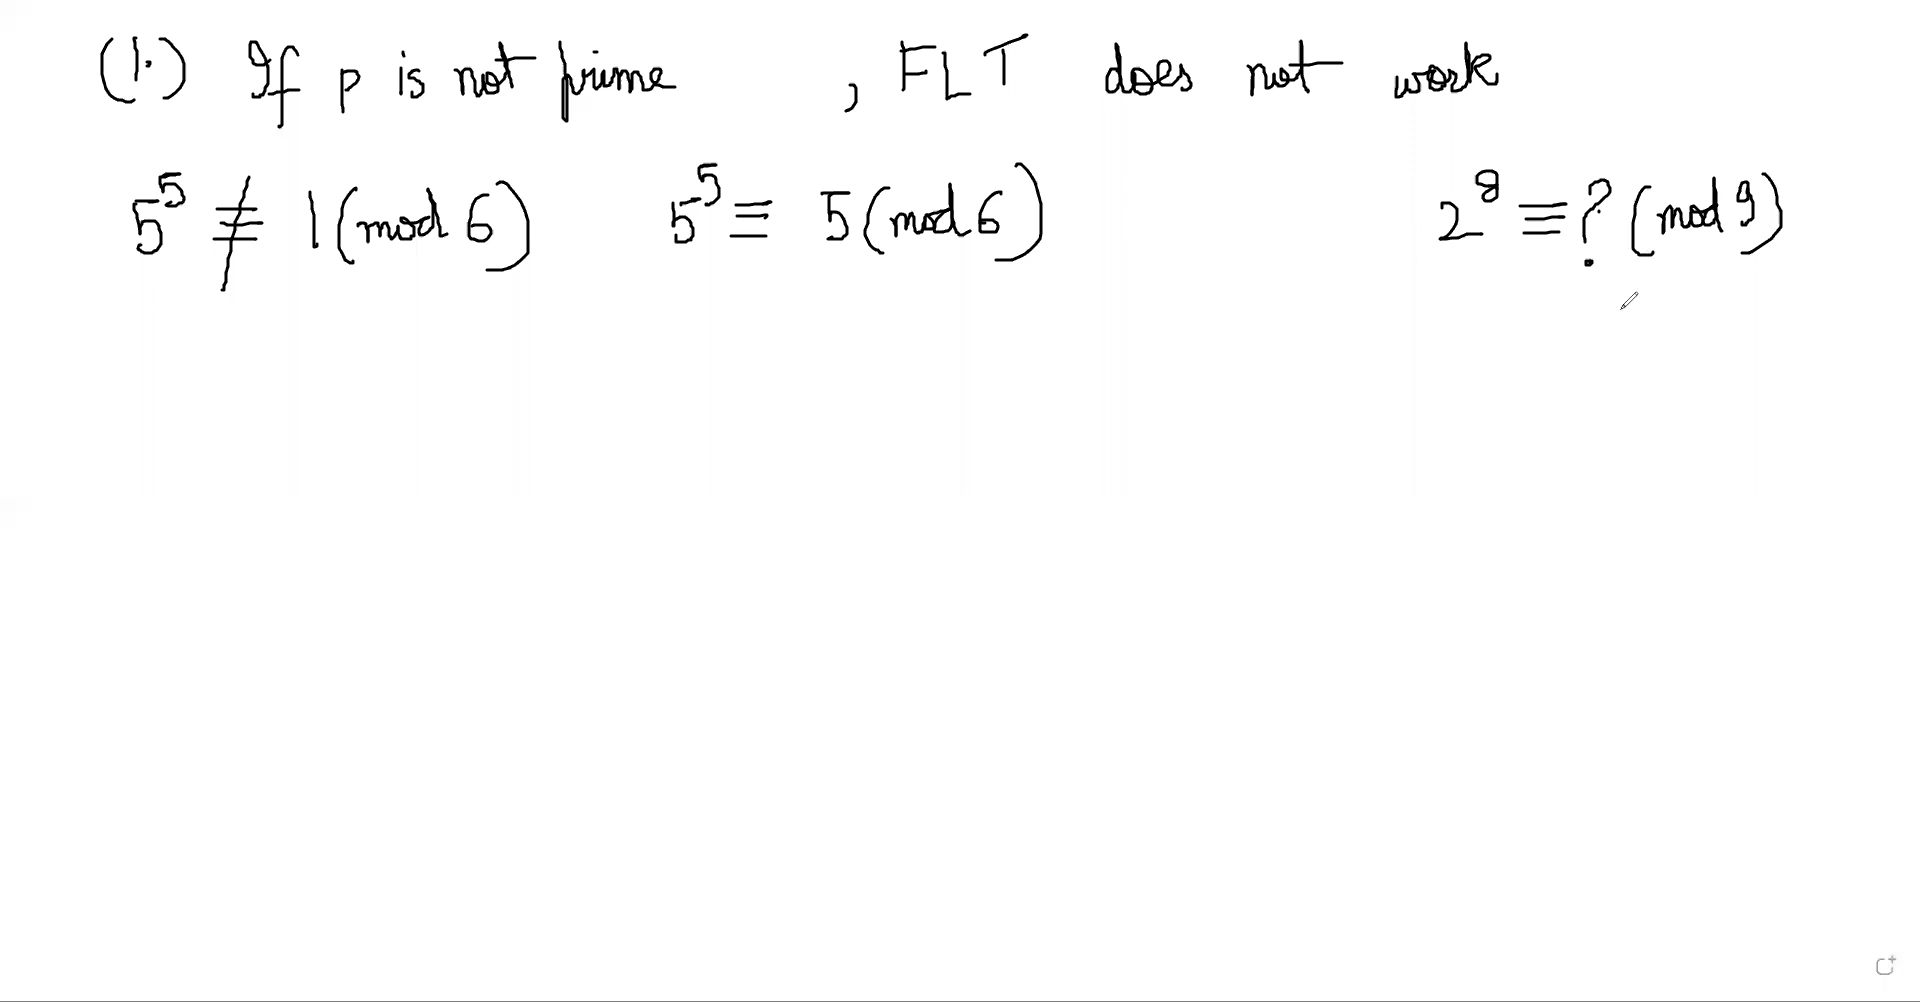 (1.) If p is not prime , FLT does not work
5^5 ≢ 1 (mod 6) 5^5 ≡ 5 (mod 6) 2^8 ≡ ? (mod 9)